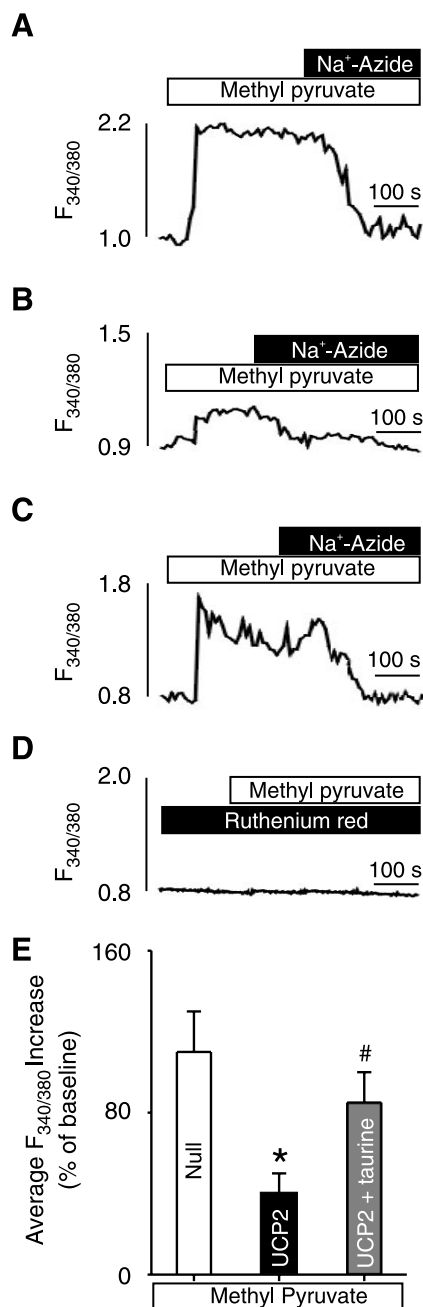 A
Na⁺-Azide
Methyl pyruvate
2.2
F340/380
100 s
1.0
B
1.5
Na⁺-Azide
Methyl pyruvate
F340/380
100 s
0.9
C
Na⁺-Azide
Methyl pyruvate
1.8
F340/380
100 s
0.8
D
2.0
Methyl pyruvate
Ruthenium red
F340/380
100 s
0.8
E
160
Average F340/380 Increase
(% of baseline)
80
0
Null
*
UCP2
#
UCP2 + taurine
Methyl Pyruvate